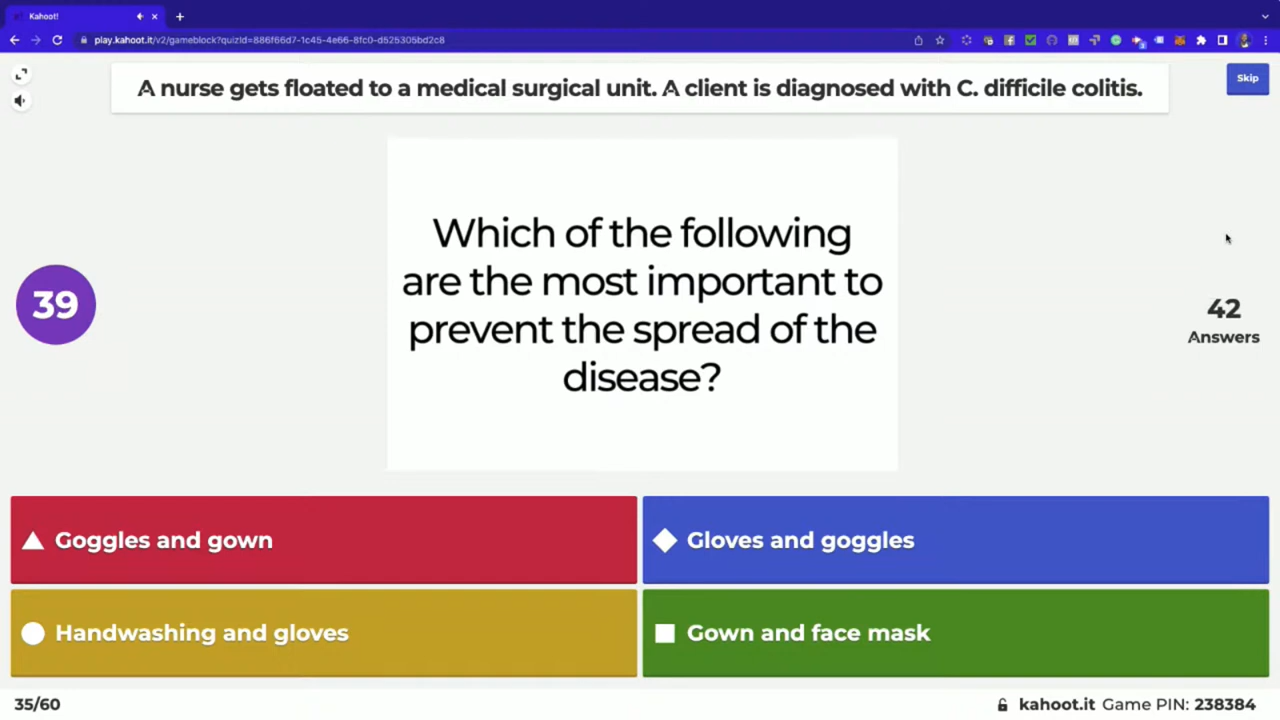 Kahoot!
play.kahoot.it/v2/gameblock?quizId=886f66d7-1c45-4e66-8fc0-d525305bd2c8
A nurse gets floated to a medical surgical unit. A client is diagnosed with C. difficile colitis.
Skip
Which of the following
are the most important to
prevent the spread of the
disease?
39
42
Answers
Goggles and gown
Gloves and goggles
Handwashing and gloves
Gown and face mask
35/60
kahoot.it Game PIN: 238384